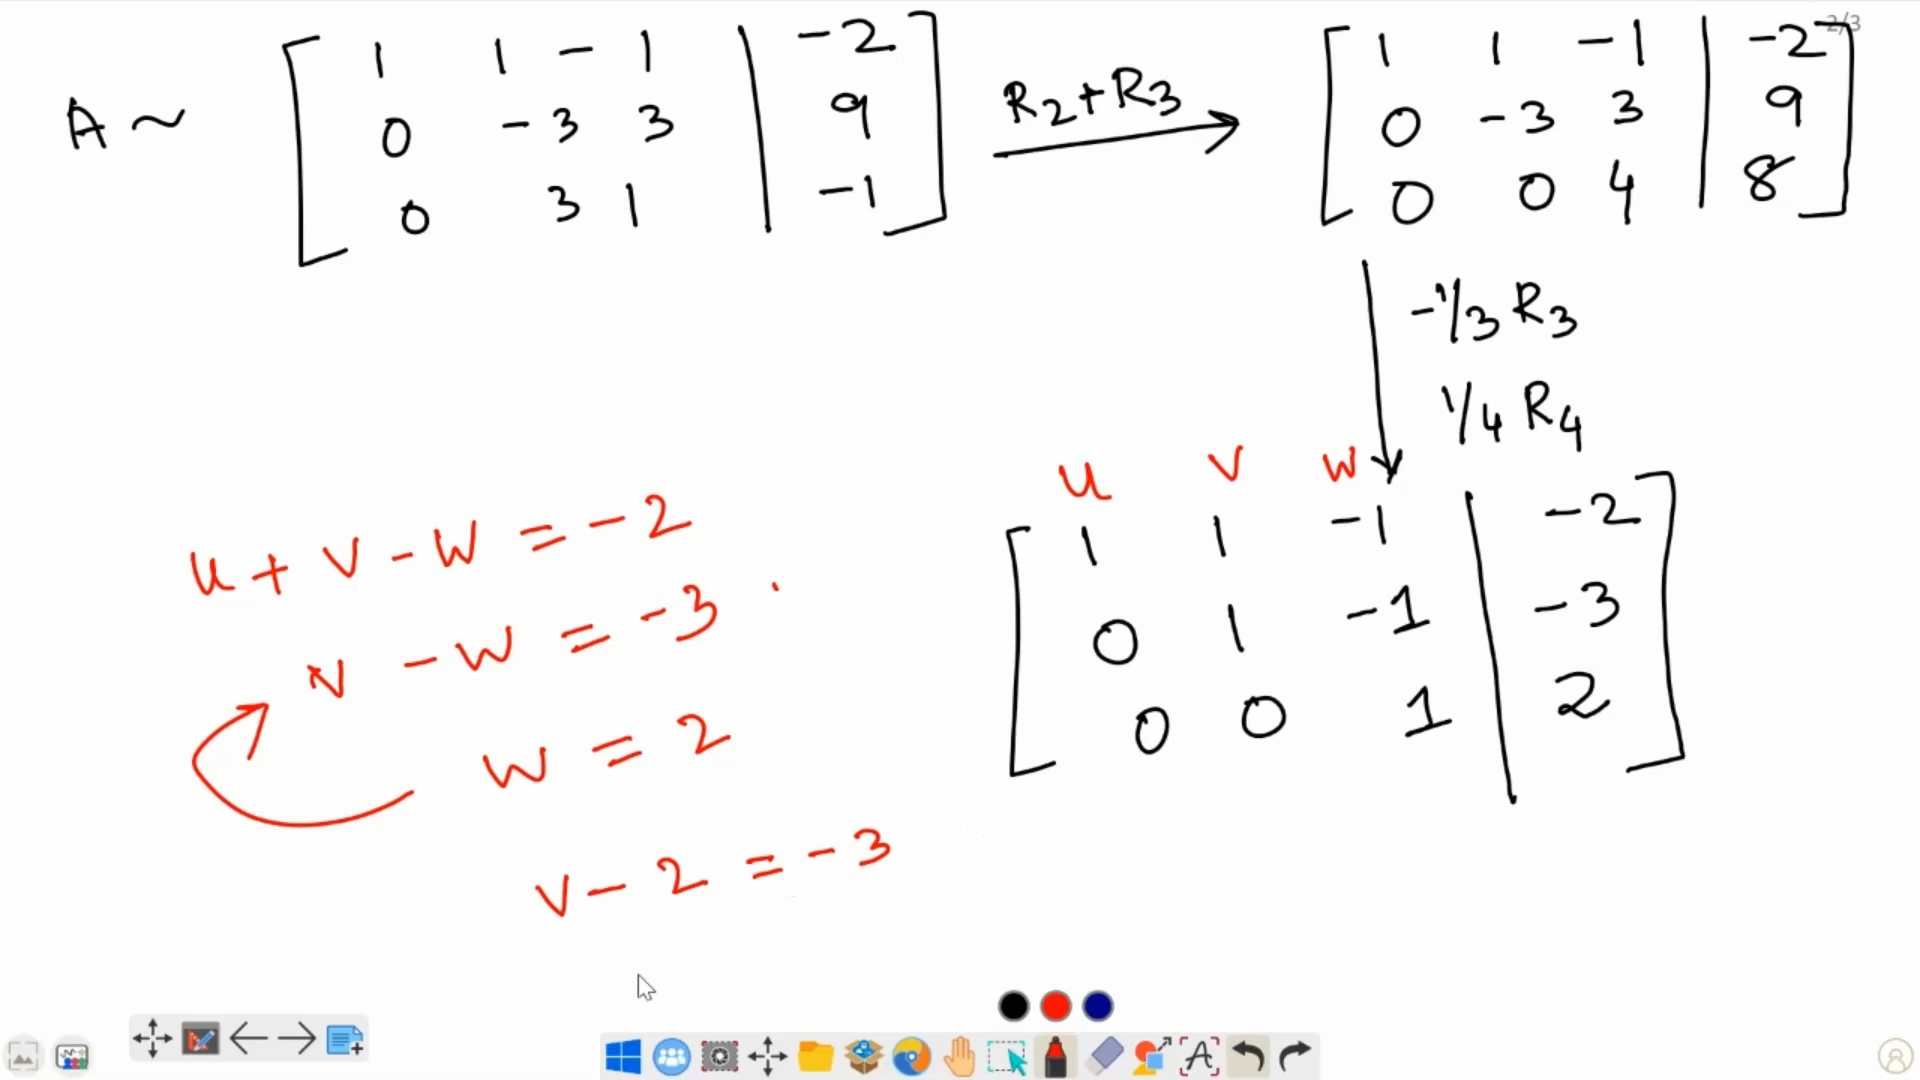 2/3
A ~ [ 1 1 -1 | -2 ]
[ 0 -3 3 | 9 ]
[ 0 3 1 | -1 ]
R2+R3
[ 1 1 -1 | -2 ]
[ 0 -3 3 | 9 ]
[ 0 0 4 | 8 ]
-1/3 R3
1/4 R4
u v w
[ 1 1 -1 | -2 ]
[ 0 1 -1 | -3 ]
[ 0 0 1 | 2 ]
u + v - w = -2
v - w = -3
w = 2
v - 2 = -3